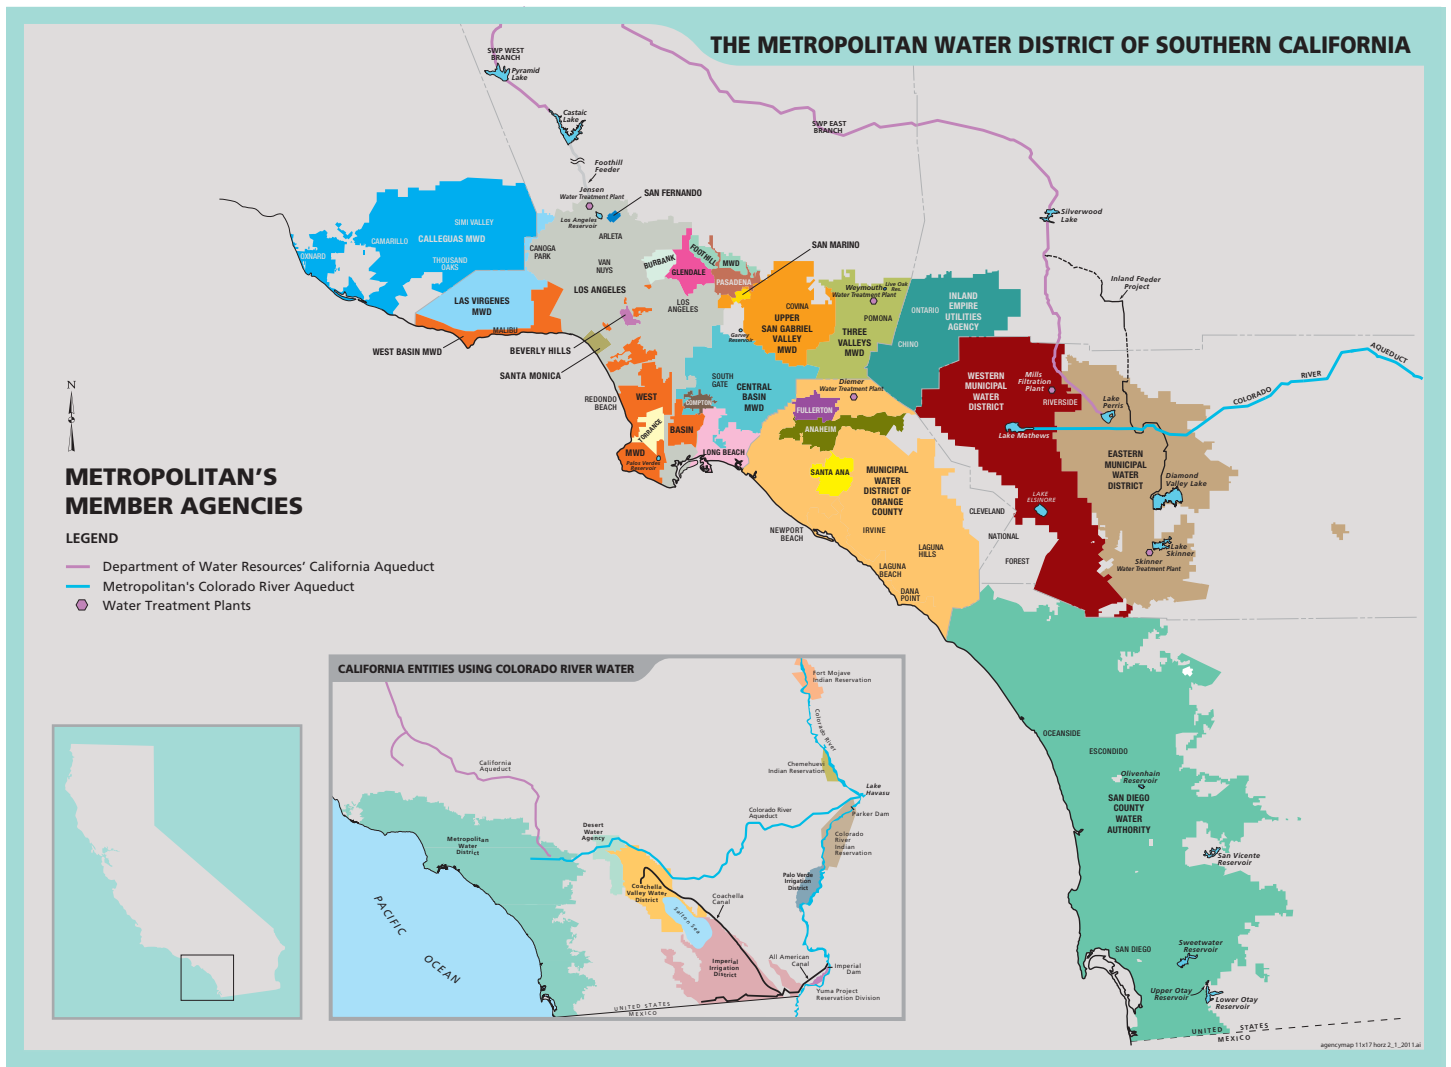 THE METROPOLITAN WATER DISTRICT OF SOUTHERN CALIFORNIA
SWP WEST
BRANCH
Pyramid
Lake
Castaic
Lake
SWP EAST
BRANCH
Foothill
Feeder
Jensen
Water Treatment Plant
SAN FERNANDO
Los Angeles
Reservoir
Silverwood
Lake
SIMI VALLEY
CAMARILLO
CALLEGUAS MWD
OXNARD
THOUSAND
OAKS
CANOGA
PARK
ARLETA
VAN
NUYS
BURBANK
GLENDALE
FOOTHILL
MWD
PASADENA
SAN MARINO
LOS ANGELES
LOS
ANGELES
Inland Feeder
Project
Weymouth
Water Treatment Plant
Live Oak
Res.
LAS VIRGENES
MWD
MALIBU
COVINA
UPPER
SAN GABRIEL
VALLEY
MWD
POMONA
THREE
VALLEYS
MWD
ONTARIO
INLAND
EMPIRE
UTILITIES
AGENCY
CHINO
Garvey
Reservoir
WEST BASIN MWD
BEVERLY HILLS
SANTA MONICA
AQUEDUCT
RIVER
COLORADO
N
REDONDO
BEACH
WEST
BASIN
MWD
TORRANCE
Palos Verdes
Reservoir
SOUTH
GATE
COMPTON
CENTRAL
BASIN
MWD
LONG BEACH
Diemer
Water Treatment Plant
FULLERTON
ANAHEIM
SANTA ANA
WESTERN
MUNICIPAL
WATER
DISTRICT
Mills
Filtration
Plant
RIVERSIDE
Lake
Perris
Lake Mathews
EASTERN
MUNICIPAL
WATER
DISTRICT
Diamond
Valley Lake
LAKE
ELSINORE
MUNICIPAL
WATER
DISTRICT OF
ORANGE
COUNTY
CLEVELAND
NATIONAL
FOREST
NEWPORT
BEACH
IRVINE
LAGUNA
HILLS
LAGUNA
BEACH
DANA
POINT
Lake
Skinner
Skinner
Water Treatment Plant
METROPOLITAN'S
MEMBER AGENCIES
LEGEND
Department of Water Resources' California Aqueduct
Metropolitan's Colorado River Aqueduct
Water Treatment Plants
OCEANSIDE
ESCONDIDO
Olivenhain
Reservoir
SAN DIEGO
COUNTY
WATER
AUTHORITY
San Vicente
Reservoir
SAN DIEGO
Sweetwater
Reservoir
Upper Otay
Reservoir
Lower Otay
Reservoir
UNITED STATES
MEXICO
CALIFORNIA ENTITIES USING COLORADO RIVER WATER
Fort Mojave
Indian Reservation
Colorado River
California
Aqueduct
Chemehuevi
Indian Reservation
Lake
Havasu
Colorado River
Aqueduct
Parker Dam
Desert
Water
Agency
Metropolitan
Water
District
Colorado
River
Indian
Reservation
Palo Verde
Irrigation
District
Coachella
Valley Water
District
Coachella
Canal
Salton Sea
PACIFIC
OCEAN
Imperial
Irrigation
District
All American
Canal
Imperial
Dam
Yuma Project
Reservation Division
UNITED STATES
MEXICO
agencymap 11x17 horz 2_1_2011.ai